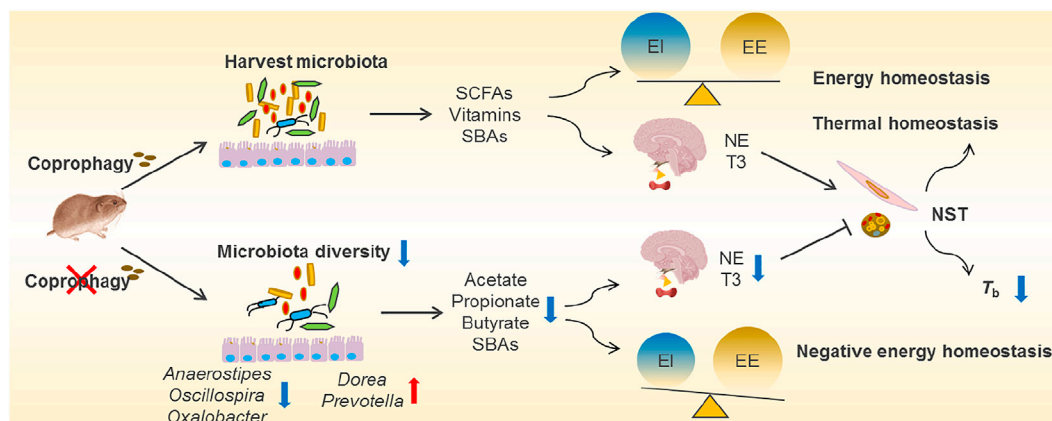 Harvest microbiota
Coprophagy
SCFAs
Vitamins
SBAs
EI
EE
Energy homeostasis
NE
T3
Thermal homeostasis
NST
Coprophagy
Microbiota diversity
Anaerostipes
Oscillospira
Oxalobacter
Dorea
Prevotella
Acetate
Propionate
Butyrate
SBAs
NE
T3
EI
EE
Negative energy homeostasis
Tb